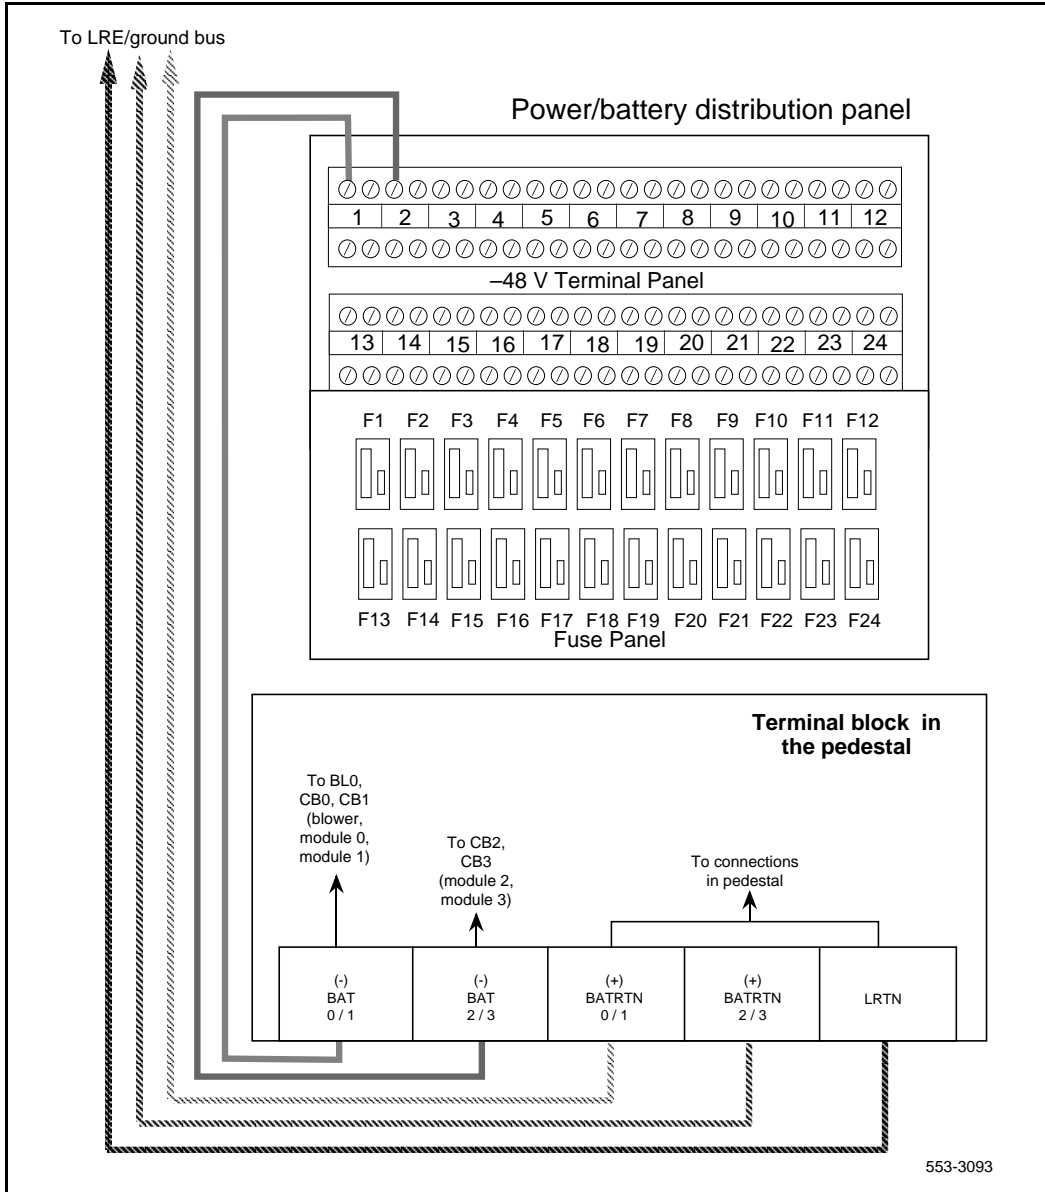 To LRE/ground bus
Power/battery distribution panel
1 2 3 4 5 6 7 8 9 10 11 12
–48 V Terminal Panel
13 14 15 16 17 18 19 20 21 22 23 24
F1 F2 F3 F4 F5 F6 F7 F8 F9 F10 F11 F12
F13 F14 F15 F16 F17 F18 F19 F20 F21 F22 F23 F24
Fuse Panel
Terminal block in
the pedestal
To BL0,
CB0, CB1
(blower,
module 0,
module 1)
To CB2,
CB3
(module 2,
module 3)
To connections
in pedestal
(-)
BAT
0 / 1
(-)
BAT
2 / 3
(+)
BATRTN
0 / 1
(+)
BATRTN
2 / 3
LRTN
553-3093